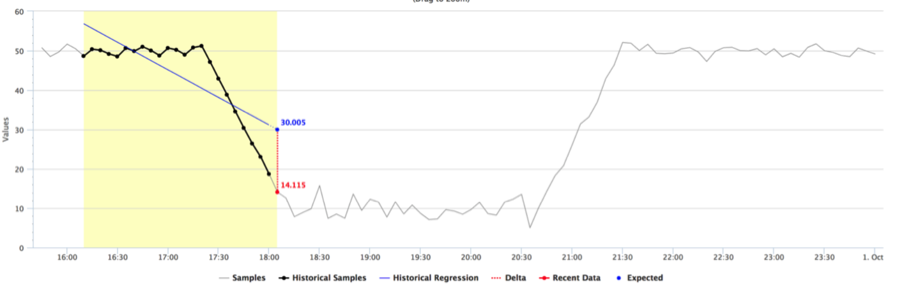 (Drag to zoom)
60
50
40
30
20
10
0
Values
30.005
14.115
16:00 16:30 17:00 17:30 18:00 18:30 19:00 19:30 20:00 20:30 21:00 21:30 22:00 22:30 23:00 23:30 1. Oct
Samples Historical Samples Historical Regression Delta Recent Data Expected